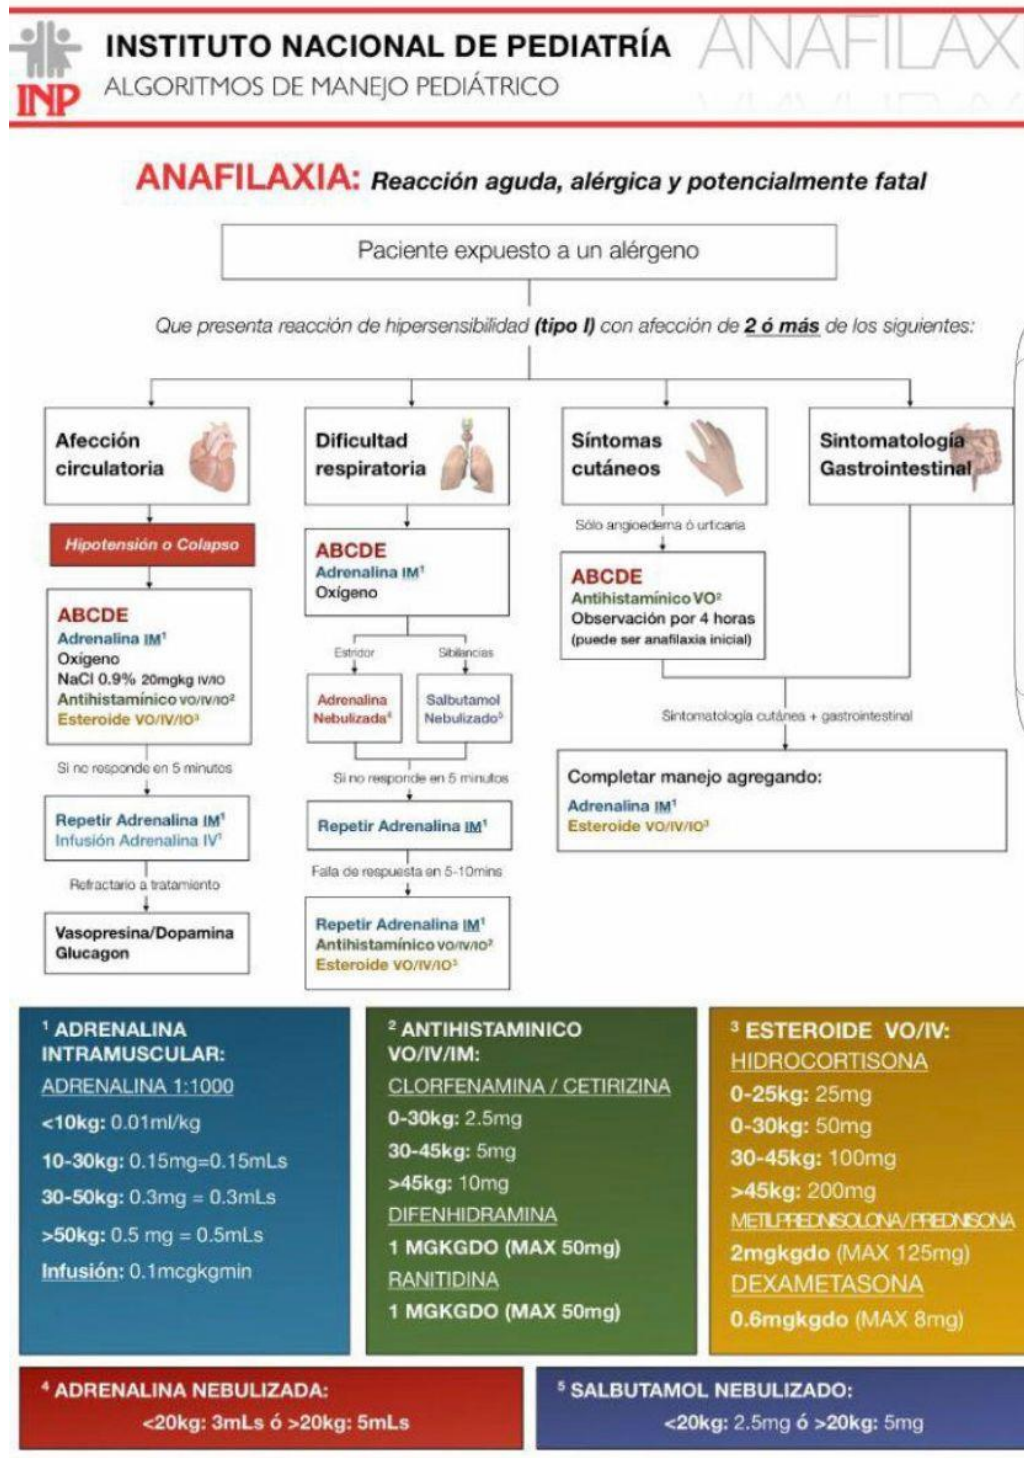 INP
INSTITUTO NACIONAL DE PEDIATRÍA
ALGORITMOS DE MANEJO PEDIÁTRICO
ANAFILAX
ANAFILAXIA: Reacción aguda, alérgica y potencialmente fatal
Paciente expuesto a un alérgeno
Que presenta reacción de hipersensibilidad (tipo I) con afección de 2 ó más de los siguientes:
Afección
circulatoria
Hipotensión o Colapso
ABCDE
Adrenalina IM¹
Oxígeno
NaCl 0.9% 20mgkg IV/IO
Antihistamínico VO/IV/IO²
Esteroide VO/IV/IO³
Si no responde en 5 minutos
Repetir Adrenalina IM¹
Infusión Adrenalina IV¹
Refractario a tratamiento
Vasopresina/Dopamina
Glucagon
Dificultad
respiratoria
ABCDE
Adrenalina IM¹
Oxígeno
Estridor
Sibilancias
Adrenalina
Nebulizada⁴
Salbutamol
Nebulizado⁵
Si no responde en 5 minutos
Repetir Adrenalina IM¹
Falla de respuesta en 5-10mins
Repetir Adrenalina IM¹
Antihistamínico VO/IV/IO²
Esteroide VO/IV/IO³
Síntomas
cutáneos
Sólo angioedema ó urticaria
ABCDE
Antihistamínico VO²
Observación por 4 horas
(puede ser anafilaxia inicial)
Sintomatología
Gastrointestinal
Sintomatología cutánea + gastrointestinal
Completar manejo agregando:
Adrenalina IM¹
Esteroide VO/IV/IO³
¹ ADRENALINA
INTRAMUSCULAR:
ADRENALINA 1:1000
<10kg: 0.01ml/kg
10-30kg: 0.15mg=0.15mLs
30-50kg: 0.3mg = 0.3mLs
>50kg: 0.5 mg = 0.5mLs
Infusión: 0.1mcgkgmin
² ANTIHISTAMINICO
VO/IV/IM:
CLORFENAMINA / CETIRIZINA
0-30kg: 2.5mg
30-45kg: 5mg
>45kg: 10mg
DIFENHIDRAMINA
1 MGKGDO (MAX 50mg)
RANITIDINA
1 MGKGDO (MAX 50mg)
³ ESTEROIDE VO/IV:
HIDROCORTISONA
0-25kg: 25mg
0-30kg: 50mg
30-45kg: 100mg
>45kg: 200mg
METILPREDNISOLONA/PREDNISONA
2mgkgdo (MAX 125mg)
DEXAMETASONA
0.6mgkgdo (MAX 8mg)
⁴ ADRENALINA NEBULIZADA:
<20kg: 3mLs ó >20kg: 5mLs
⁵ SALBUTAMOL NEBULIZADO:
<20kg: 2.5mg ó >20kg: 5mg